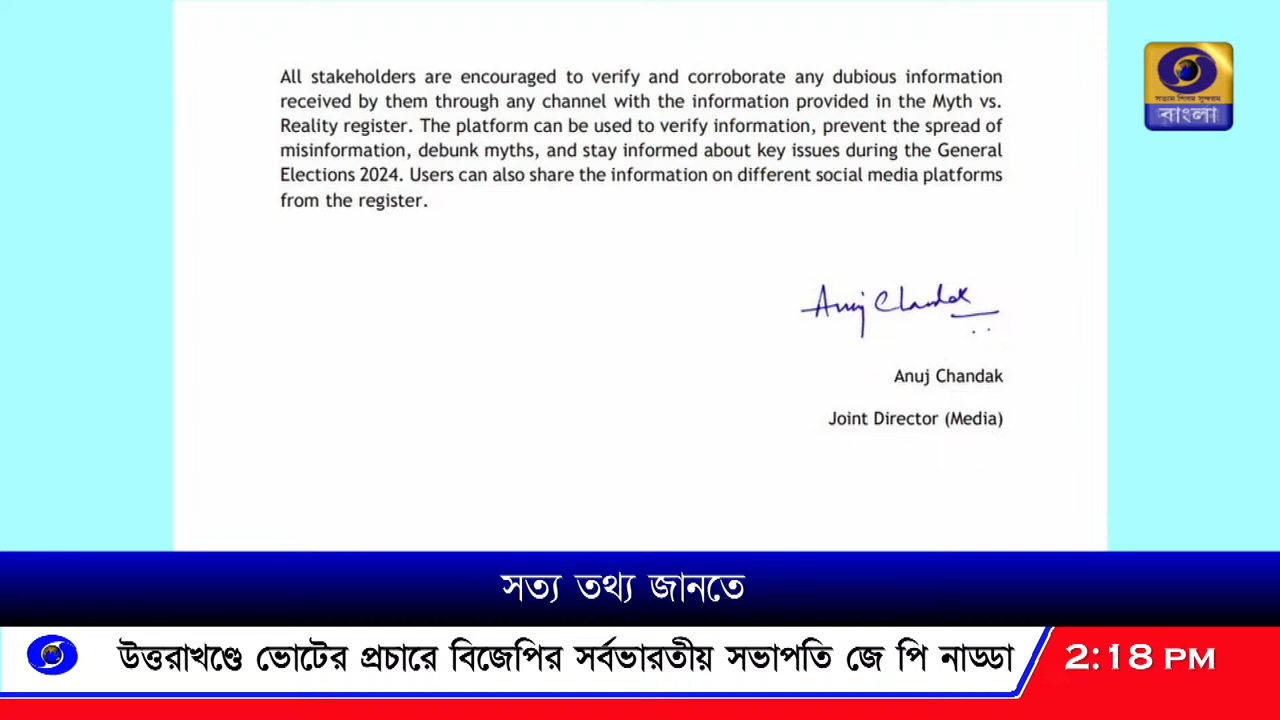 All stakeholders are encouraged to verify and corroborate any dubious information
received by them through any channel with the information provided in the Myth vs.
Reality register. The platform can be used to verify information, prevent the spread of
misinformation, debunk myths, and stay informed about key issues during the General
Elections 2024. Users can also share the information on different social media platforms
from the register.
সত্যম শিবম সুন্দরম
বাংলা
Anuj Chandak
Anuj Chandak
Joint Director (Media)
সত্য তথ্য জানতে
উত্তরাখণ্ডে ভোটের প্রচারে বিজেপির সর্বভারতীয় সভাপতি জে পি নাড্ডা
2:18 PM